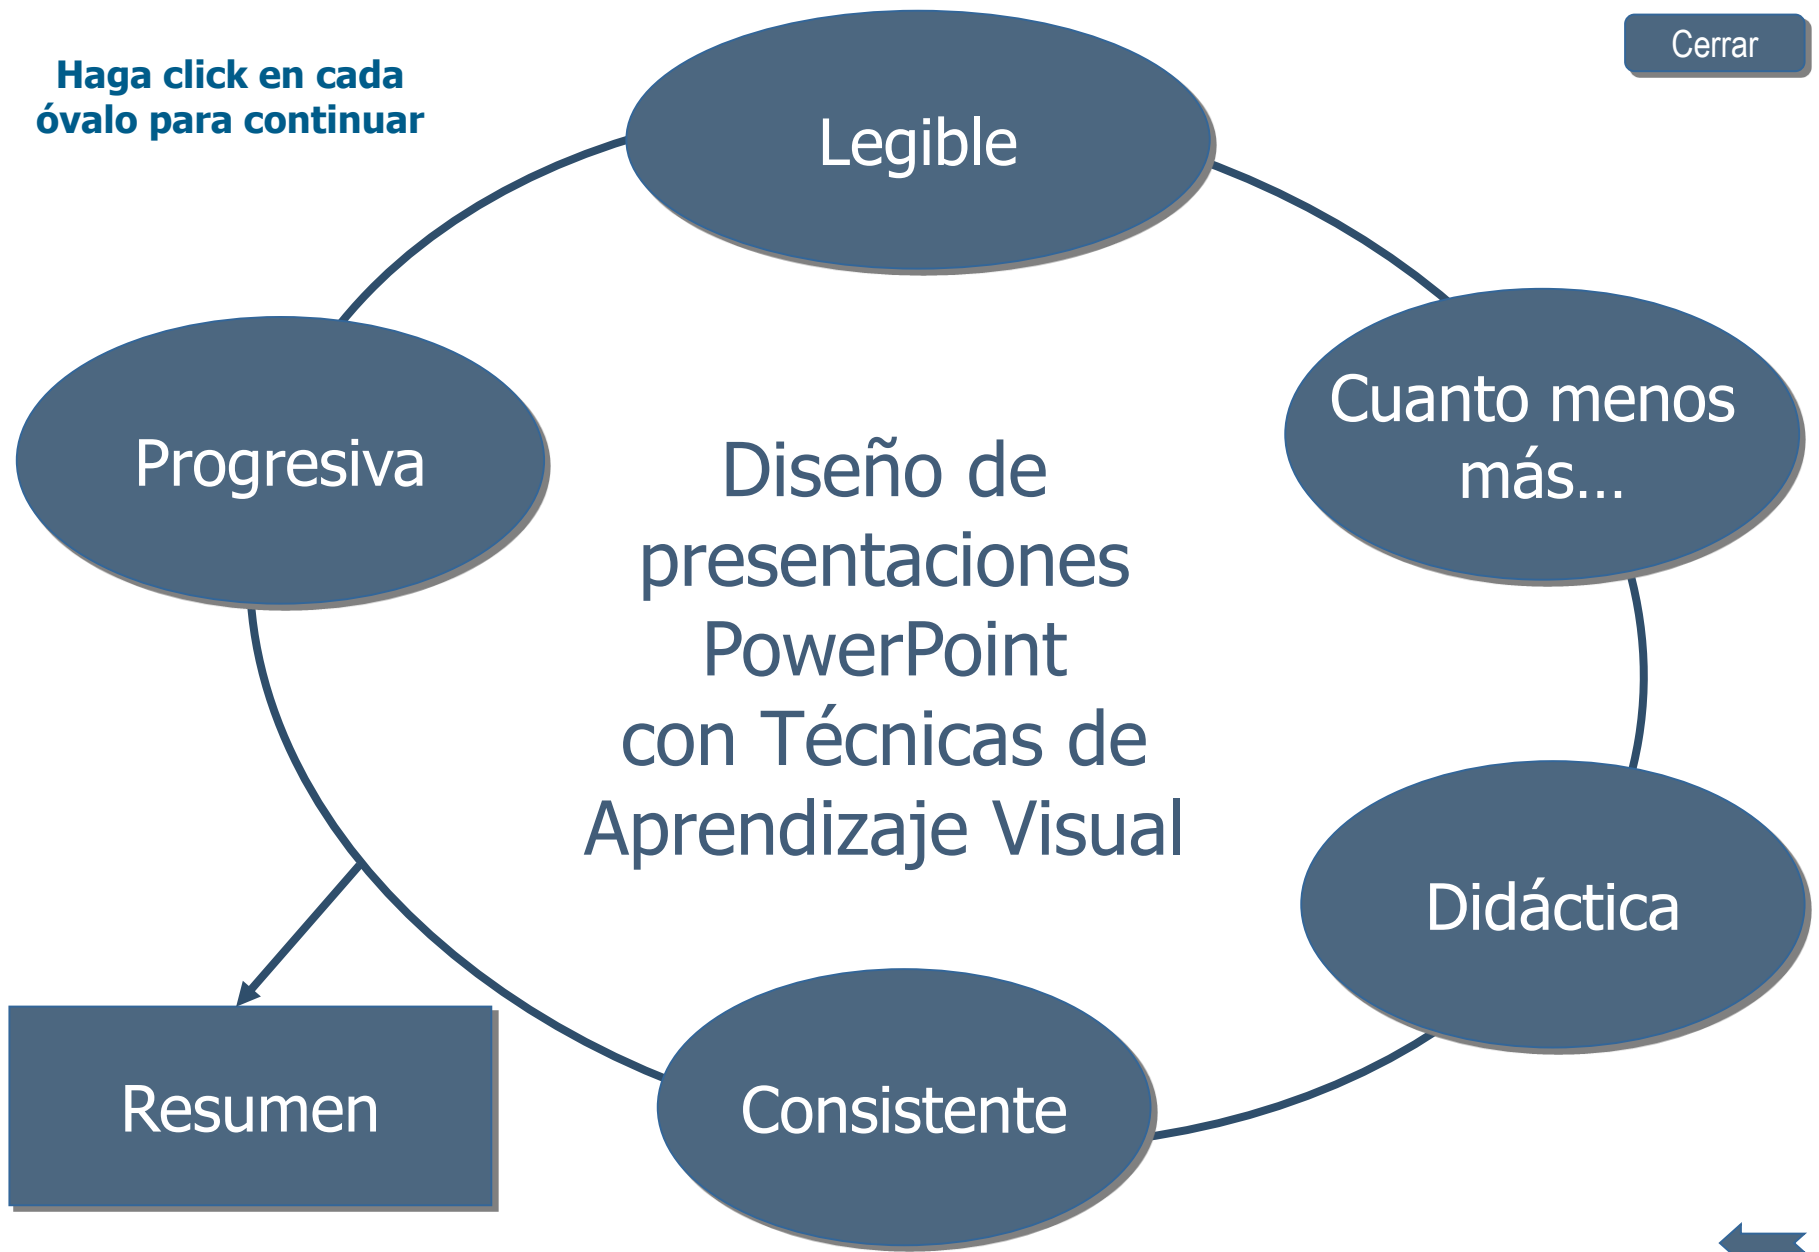 Haga click en cada
óvalo para continuar
Cerrar
Legible
Cuanto menos
más...
Progresiva
Diseño de
presentaciones
PowerPoint
con Técnicas de
Aprendizaje Visual
Didáctica
Consistente
Resumen